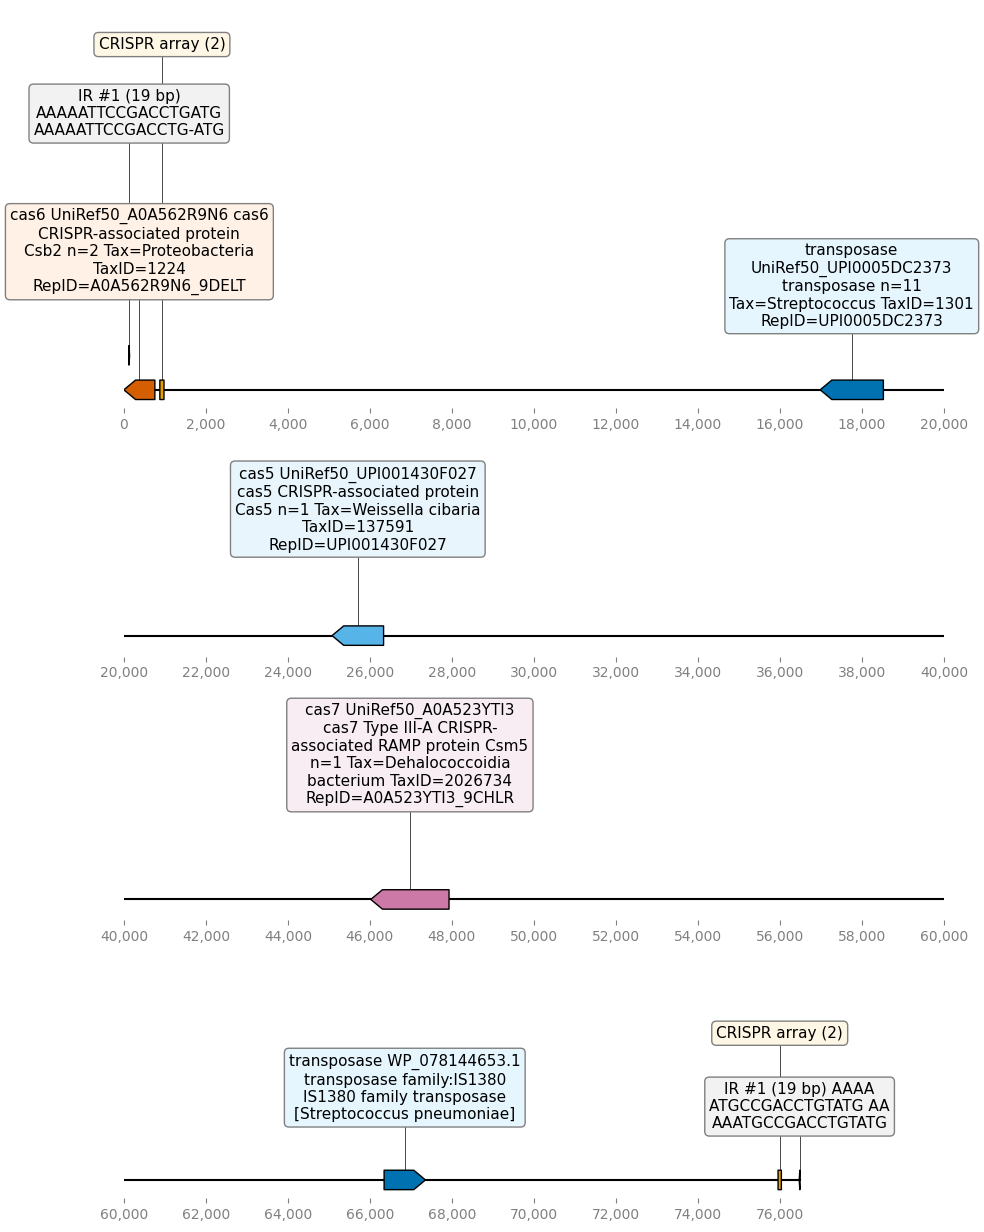 CRISPR array (2)
IR #1 (19 bp)
AAAAATTCCGACCTGATG
AAAAATTCCGACCTG-ATG
cas6 UniRef50_A0A562R9N6 cas6
CRISPR-associated protein
Csb2 n=2 Tax=Proteobacteria
TaxID=1224
RepID=A0A562R9N6_9DELT
transposase
UniRef50_UPI0005DC2373
transposase n=11
Tax=Streptococcus TaxID=1301
RepID=UPI0005DC2373
0 2,000 4,000 6,000 8,000 10,000 12,000 14,000 16,000 18,000 20,000
cas5 UniRef50_UPI001430F027
cas5 CRISPR-associated protein
Cas5 n=1 Tax=Weissella cibaria
TaxID=137591
RepID=UPI001430F027
20,000 22,000 24,000 26,000 28,000 30,000 32,000 34,000 36,000 38,000 40,000
cas7 UniRef50_A0A523YTI3
cas7 Type III-A CRISPR-
associated RAMP protein Csm5
n=1 Tax=Dehalococcoidia
bacterium TaxID=2026734
RepID=A0A523YTI3_9CHLR
40,000 42,000 44,000 46,000 48,000 50,000 52,000 54,000 56,000 58,000 60,000
CRISPR array (2)
transposase WP_078144653.1
transposase family:IS1380
IS1380 family transposase
[Streptococcus pneumoniae]
IR #1 (19 bp) AAAA
ATGCCGACCTGTATG AA
AAATGCCGACCTGTATG
60,000 62,000 64,000 66,000 68,000 70,000 72,000 74,000 76,000